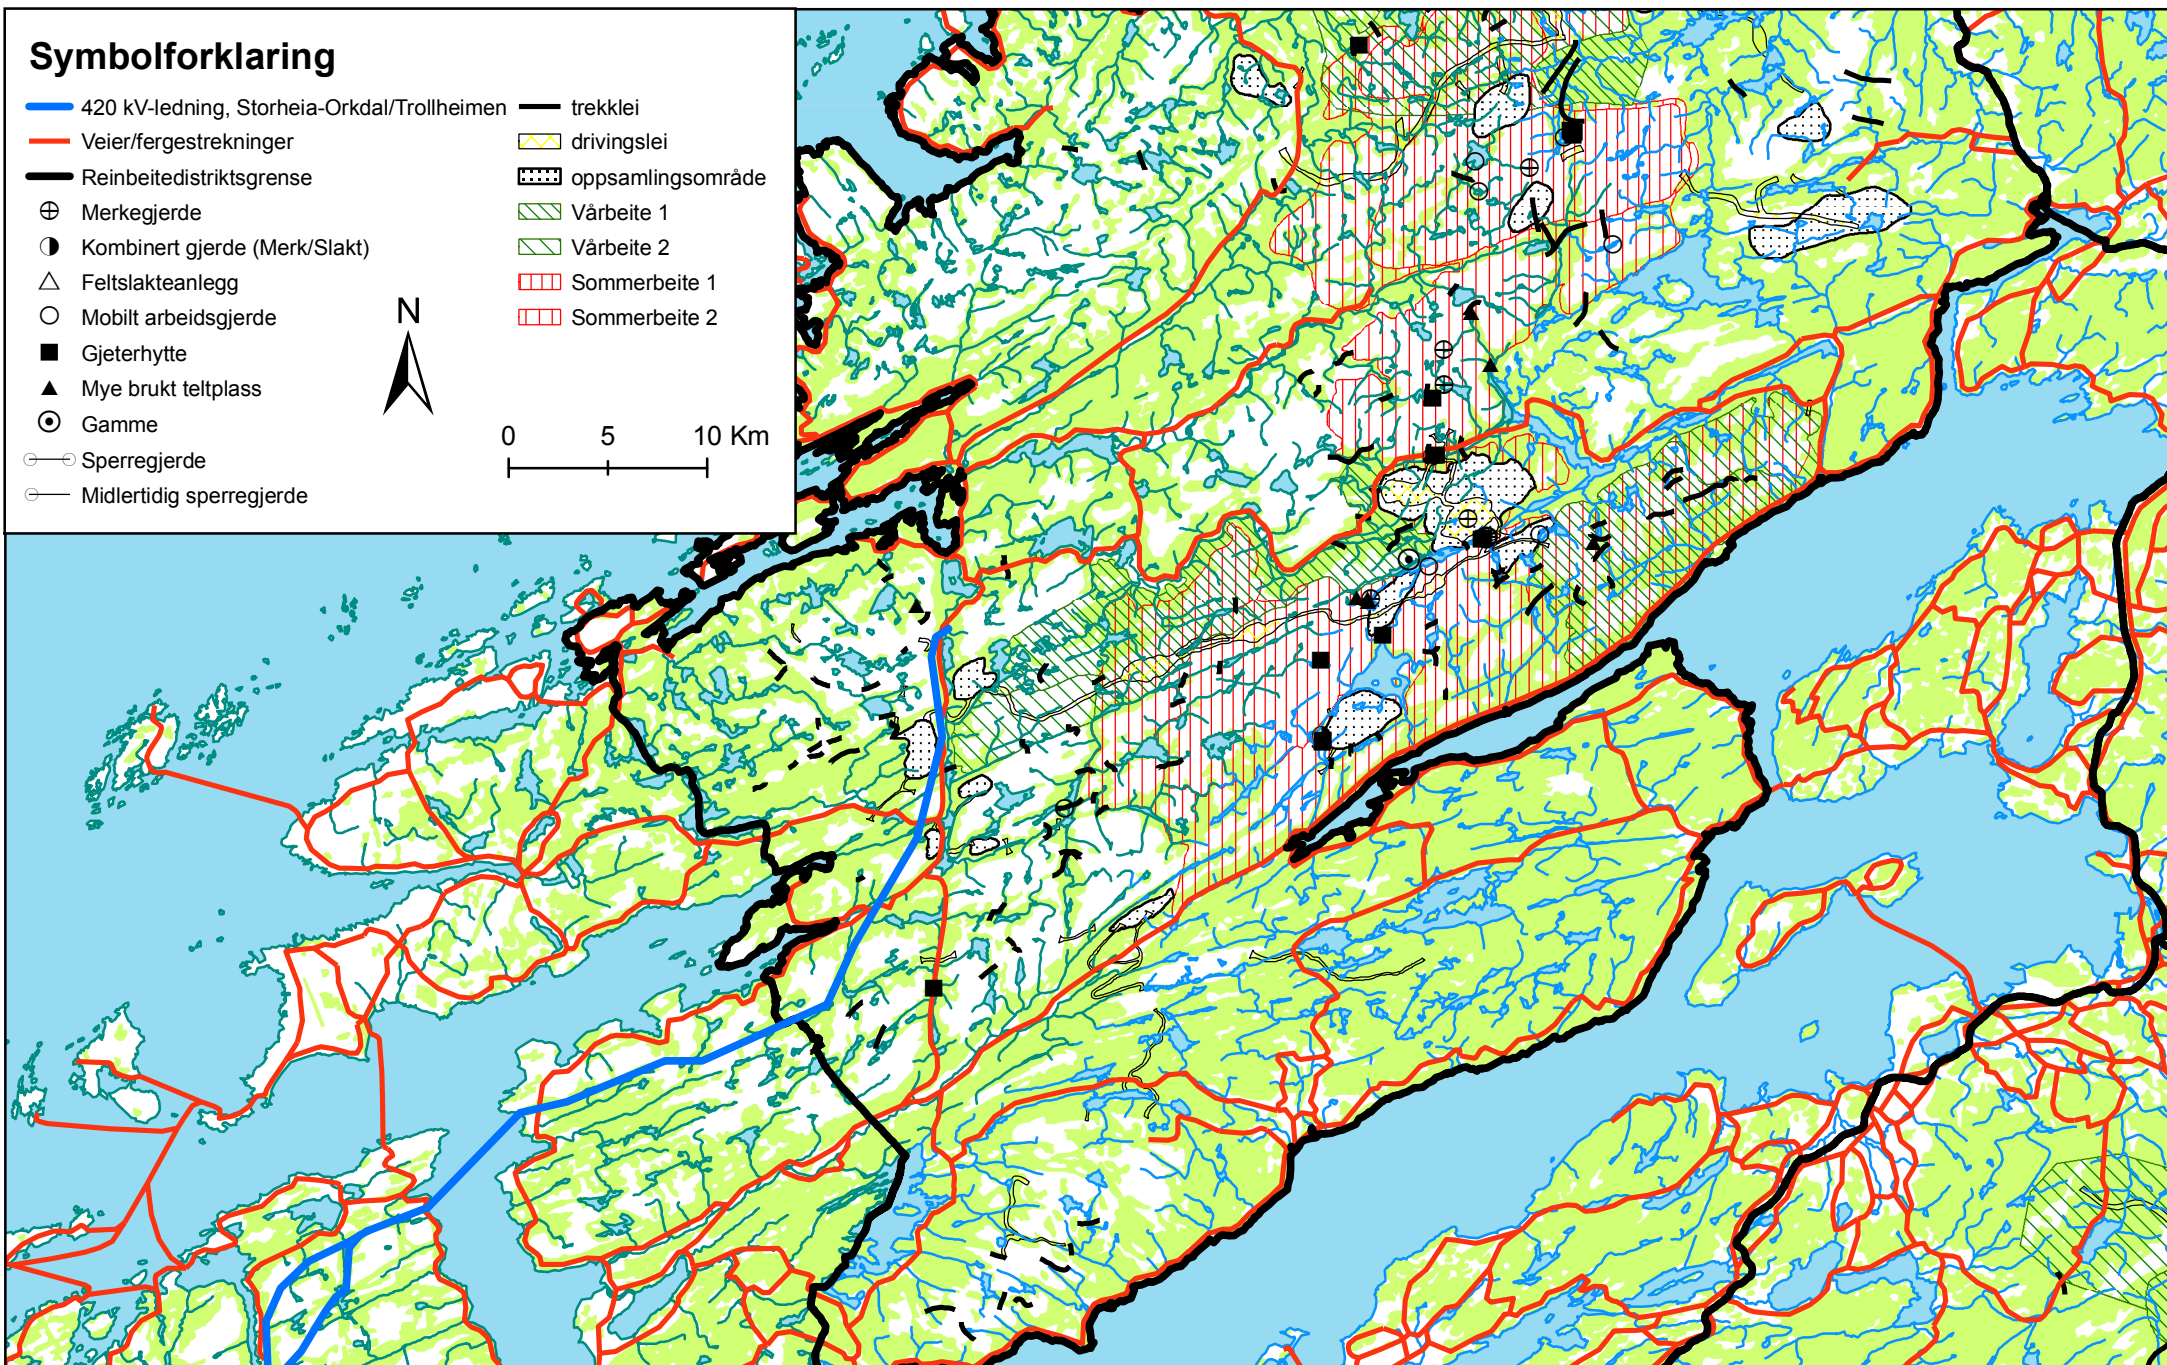 Symbolforklaring
420 kV-ledning, Storheia-Orkdal/Trollheimen
Veier/fergestrekninger
Reinbeitedistriktsgrense
Merkegjerde
Kombinert gjerde (Merk/Slakt)
Feltslakteanlegg
Mobilt arbeidsgjerde
Gjeterhytte
Mye brukt teltplass
Gamme
Sperregjerde
Midlertidig sperregjerde
trekklei
drivingslei
oppsamlingsområde
Vårbeite 1
Vårbeite 2
Sommerbeite 1
Sommerbeite 2
N
0 5 10 Km